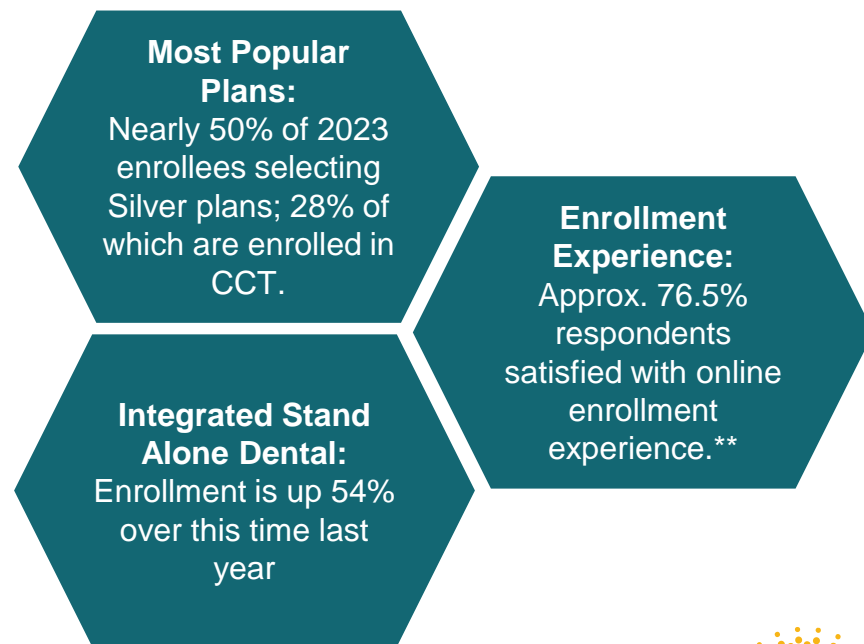 Most Popular
Plans:
Nearly 50% of 2023
enrollees selecting
Silver plans; 28% of
which are enrolled in
CCT.
Enrollment
Experience:
Approx. 76.5%
respondents
satisfied with online
enrollment
experience.**
Integrated Stand
Alone Dental:
Enrollment is up 54%
over this time last
year